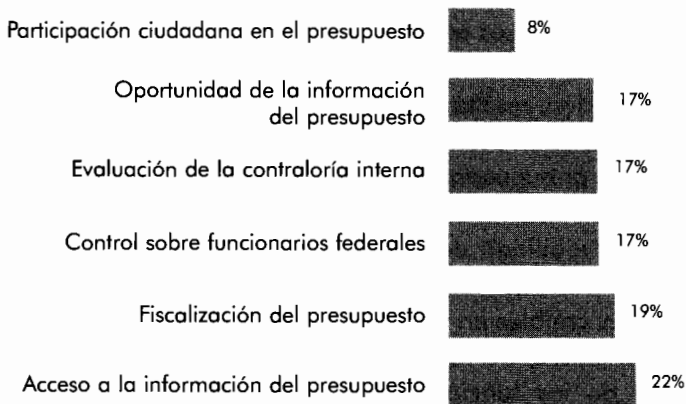 Participación ciudadana en el presupuesto 8%
Oportunidad de la información
del presupuesto 17%
Evaluación de la contraloría interna 17%
Control sobre funcionarios federales 17%
Fiscalización del presupuesto 19%
Acceso a la información del presupuesto 22%